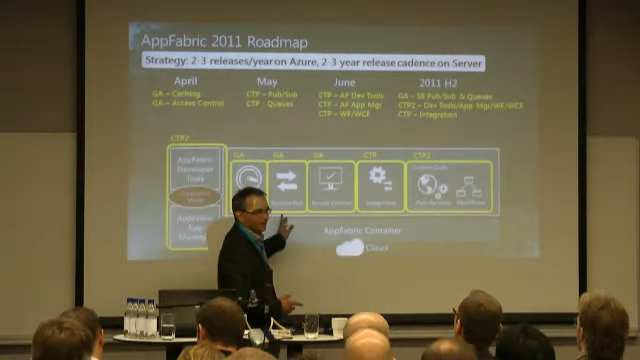 AppFabric 2011 Roadmap
Strategy: 2-3 releases/year on Azure, 2-3 year release cadence on Server
April
GA – Caching
GA – Access Control
May
CTP – Pub/Sub
CTP Queues
June
CTP – AF Dev Tools
CTP – AF App Mgr
CTP – WF/WCF
2011 H2
GA – SB Pub/Sub & Queues
CTP2 – Dev Tools/App Mgr/WF/WCF
CTP – Integration
CTP2
AppFabric
Developer
Tools
AppFabric
App
GA
GA
Service Bus
GA
Access Control
CTP
Integration
CTP2
Custom Code
Web Services
Workflows
AppFabric Container
Cloud